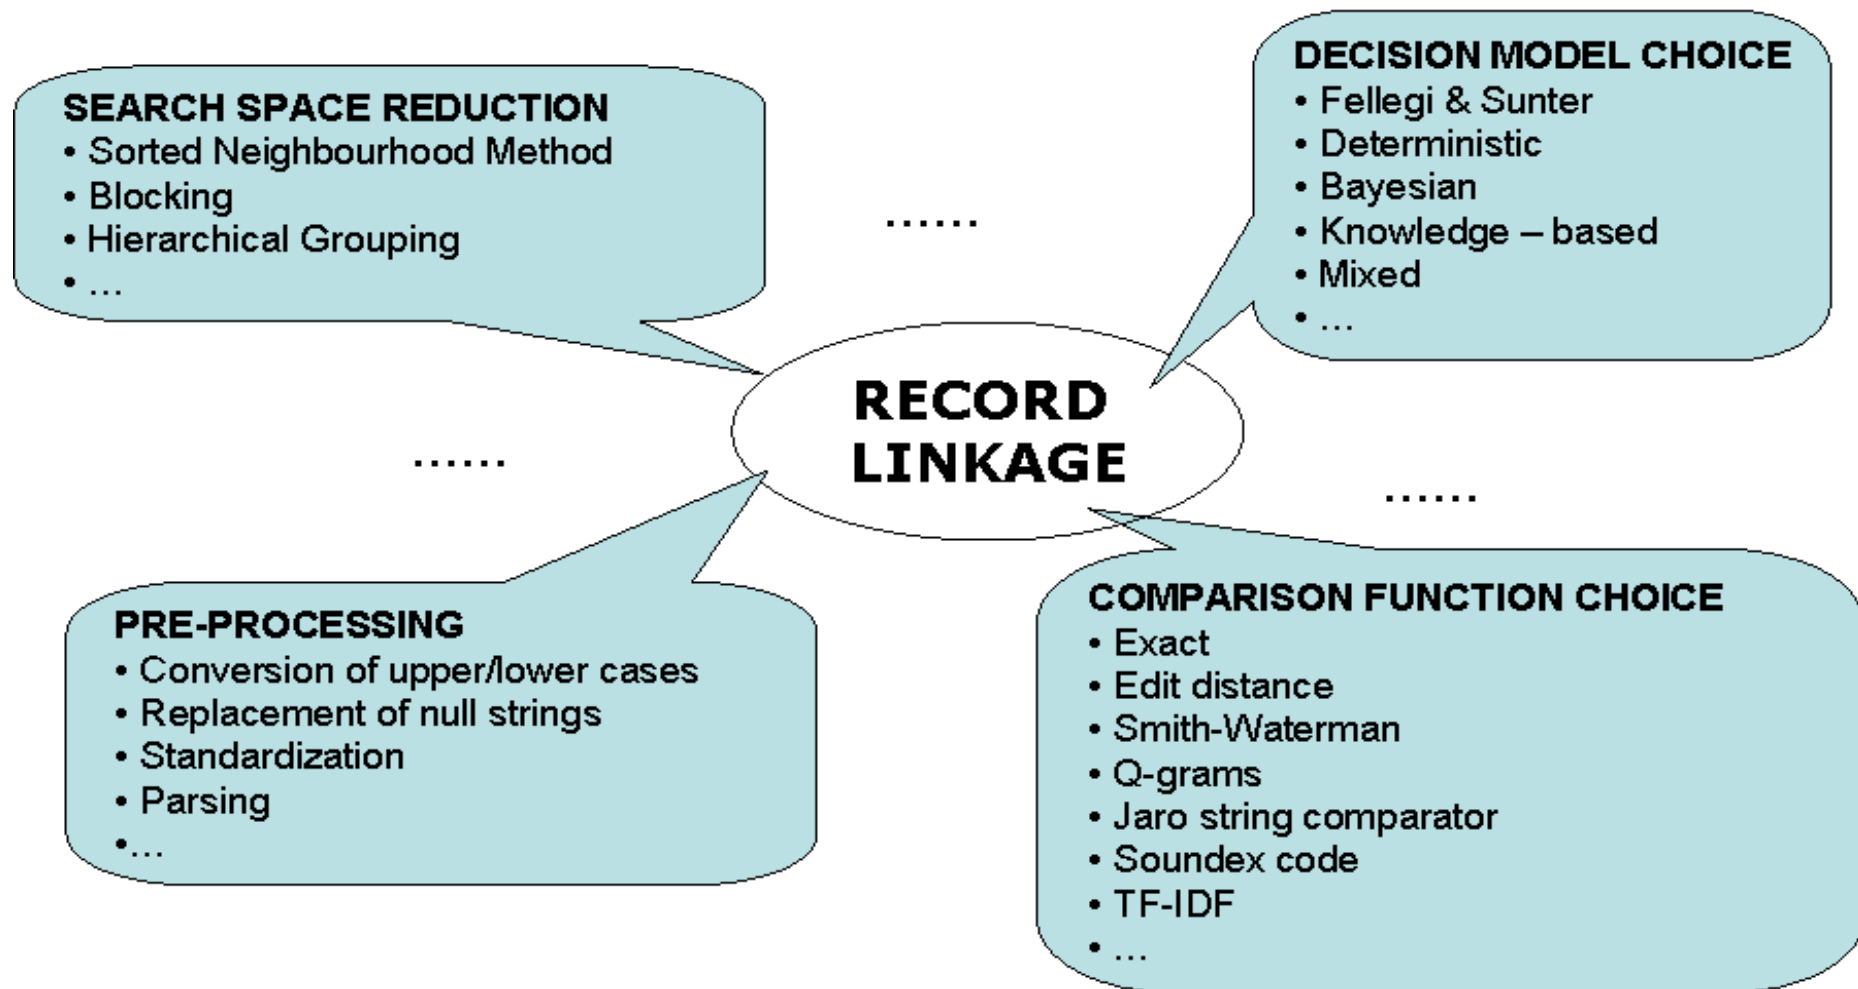 SEARCH SPACE REDUCTION
• Sorted Neighbourhood Method
• Blocking
• Hierarchical Grouping
• ...
......
DECISION MODEL CHOICE
• Fellegi & Sunter
• Deterministic
• Bayesian
• Knowledge – based
• Mixed
• ...
RECORD
LINKAGE
......
......
PRE-PROCESSING
• Conversion of upper/lower cases
• Replacement of null strings
• Standardization
• Parsing
•...
COMPARISON FUNCTION CHOICE
• Exact
• Edit distance
• Smith-Waterman
• Q-grams
• Jaro string comparator
• Soundex code
• TF-IDF
• ...